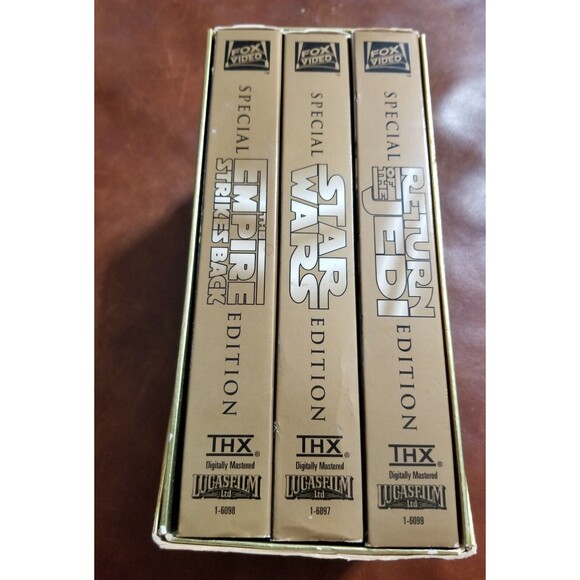 FOX
VIDEO
SPECIAL
THE
EMPIRE
STRIKES BACK
EDITION
THX
Digitally Mastered
LUCASFILM
Ltd
1-6098
FOX
VIDEO
SPECIAL
STAR
WARS
EDITION
THX
Digitally Mastered
LUCASFILM
Ltd
1-6097
FOX
VIDEO
SPECIAL
RETURN
OF THE
JEDI
EDITION
THX
Digitally Mastered
LUCASFILM
Ltd
1-6099